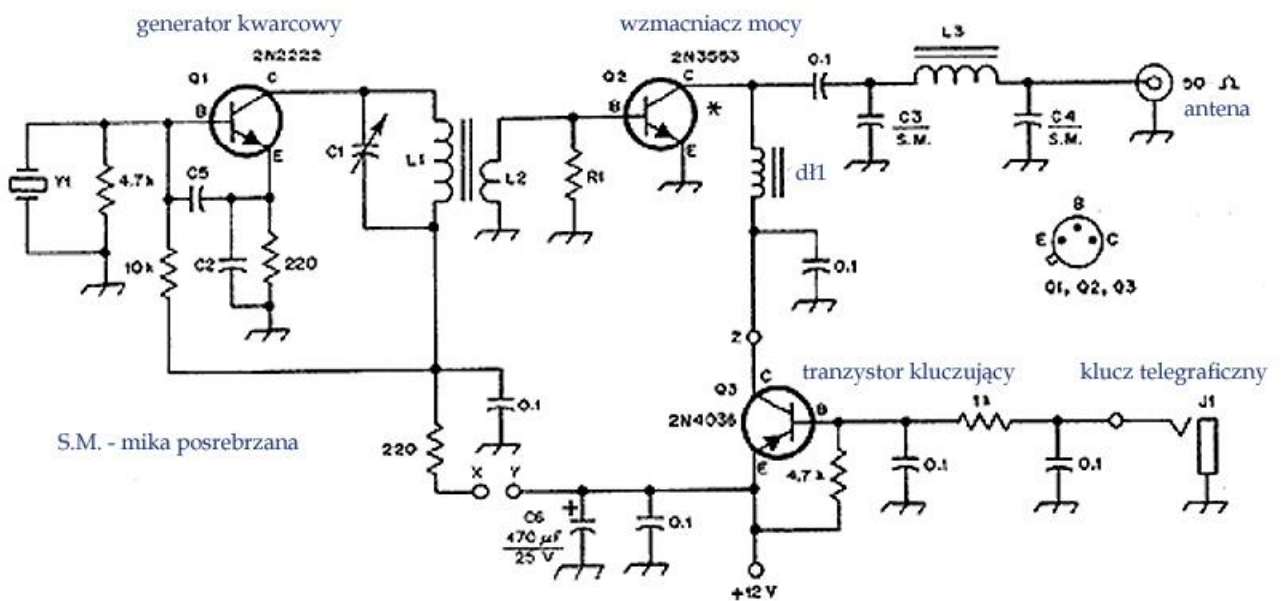 generator kwarcowy
wzmacniacz mocy
2N2222
Q1
C
B
E
Y1
4.7k
C5
10k
C2
220
C1
L1
L2
R1
2N3553
Q2
C
B
*
E
0.1
L3
C3
S.M.
C4
S.M.
50 Ω
antena
dł1
0.1
B
E
C
Q1, Q2, Q3
Z
tranzystor kluczujący
klucz telegraficzny
Q3
C
2N4036
B
E
4.7k
0.1
1k
0.1
J1
S.M. - mika posrebrzana
0.1
220
X
Y
+
C6
470 µF
25 V
0.1
+12V